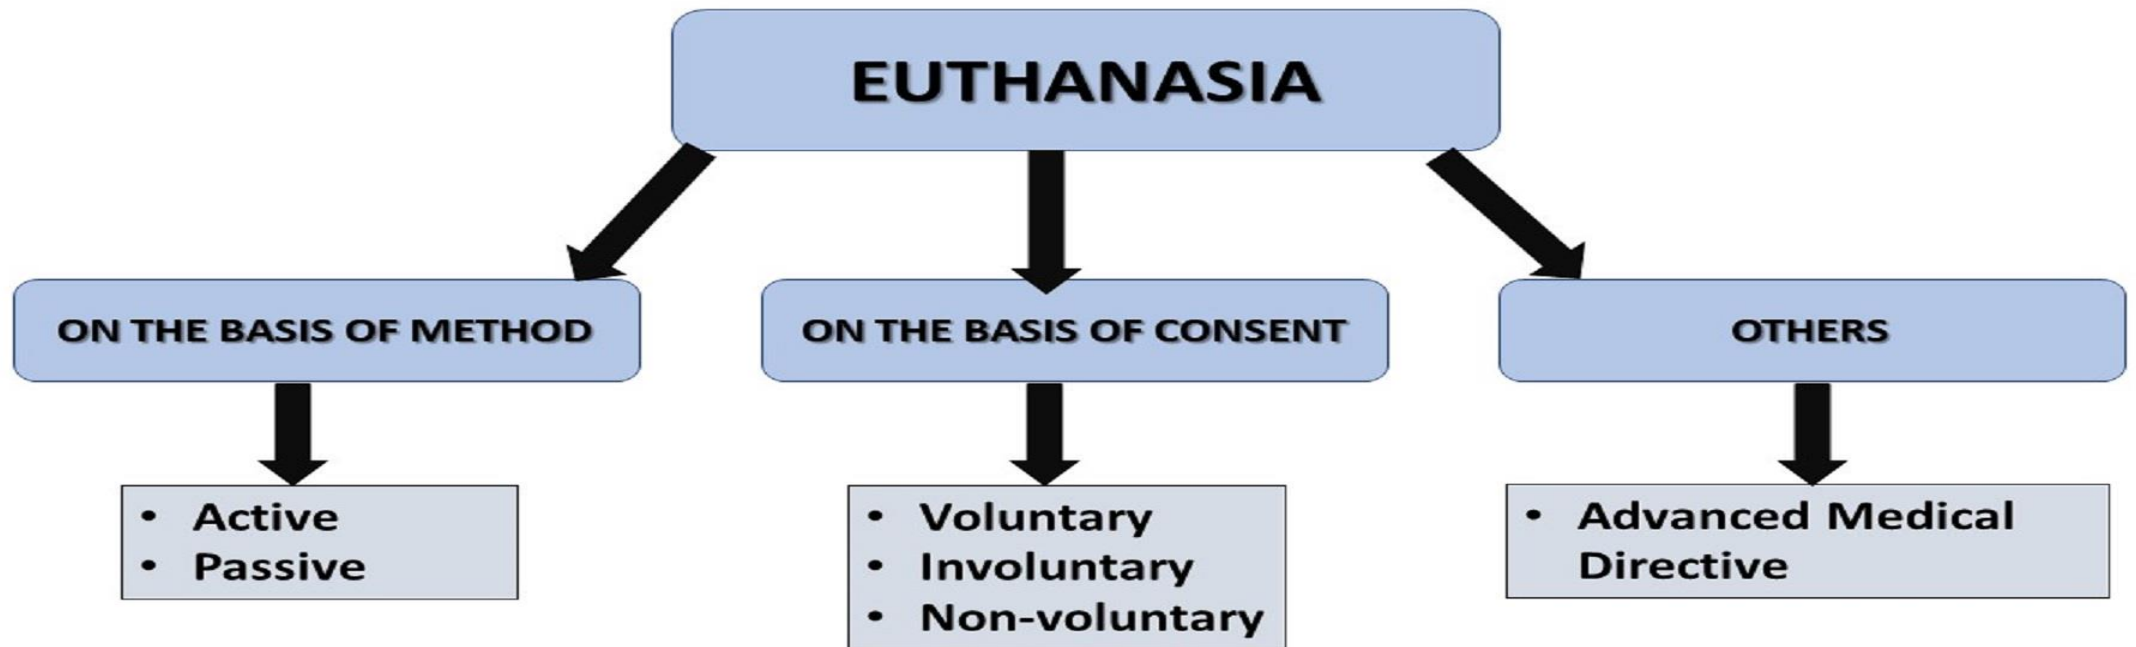 EUTHANASIA
ON THE BASIS OF METHOD
ON THE BASIS OF CONSENT
OTHERS
• Active
• Passive
• Voluntary
• Involuntary
• Non-voluntary
• Advanced Medical
Directive